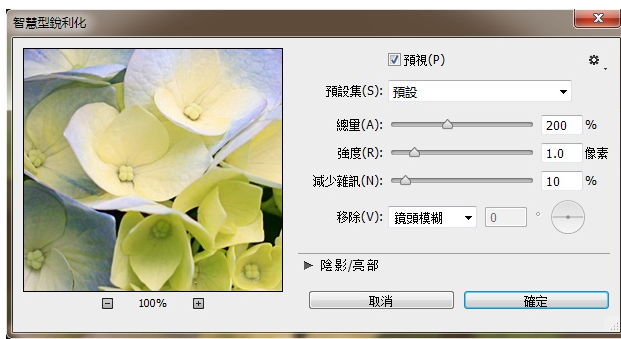 智慧型銳利化
預視(P)
預設集(S): 預設
總量(A): 200 %
強度(R): 1.0 像素
減少雜訊(N): 10 %
移除(V): 鏡頭模糊 0 °
陰影/亮部
100%
取消 確定